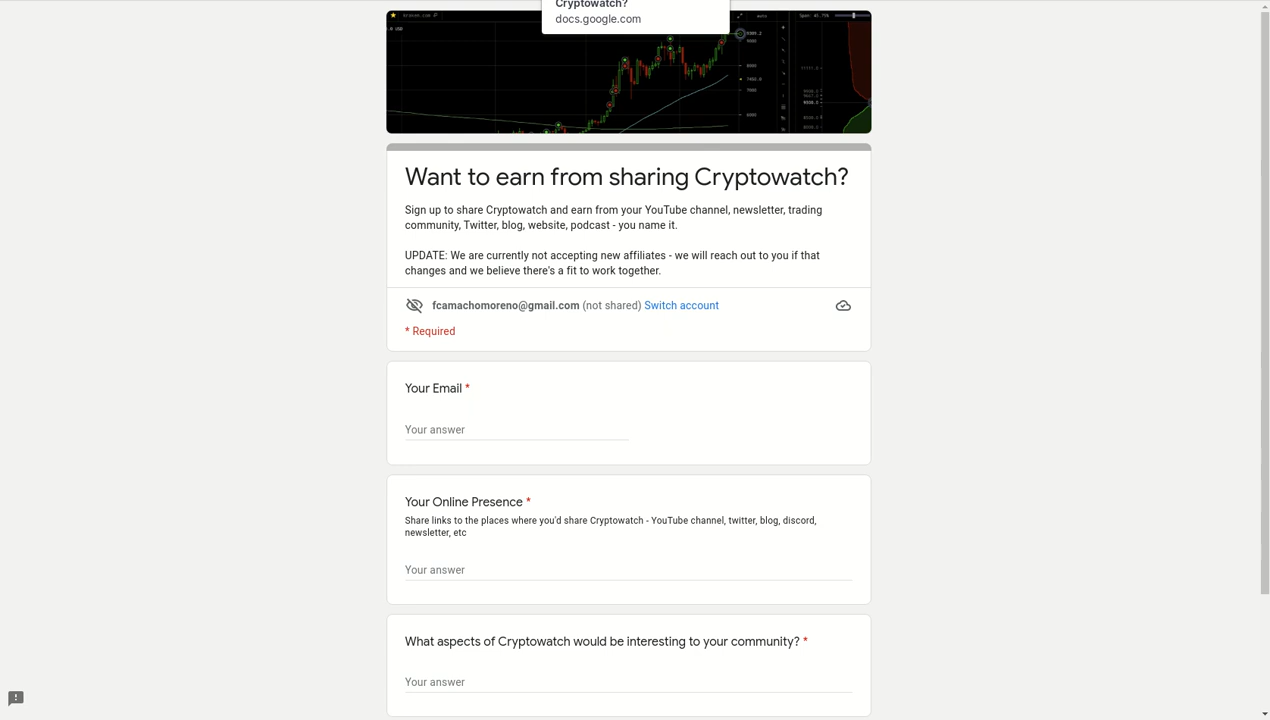 Cryptowatch?
docs.google.com
Want to earn from sharing Cryptowatch?
Sign up to share Cryptowatch and earn from your YouTube channel, newsletter, trading
community, Twitter, blog, website, podcast - you name it.
UPDATE: We are currently not accepting new affiliates - we will reach out to you if that
changes and we believe there's a fit to work together.
fcamachomoreno@gmail.com (not shared) Switch account
* Required
Your Email *
Your answer
Your Online Presence *
Share links to the places where you'd share Cryptowatch - YouTube channel, twitter, blog, discord,
newsletter, etc
Your answer
What aspects of Cryptowatch would be interesting to your community? *
Your answer